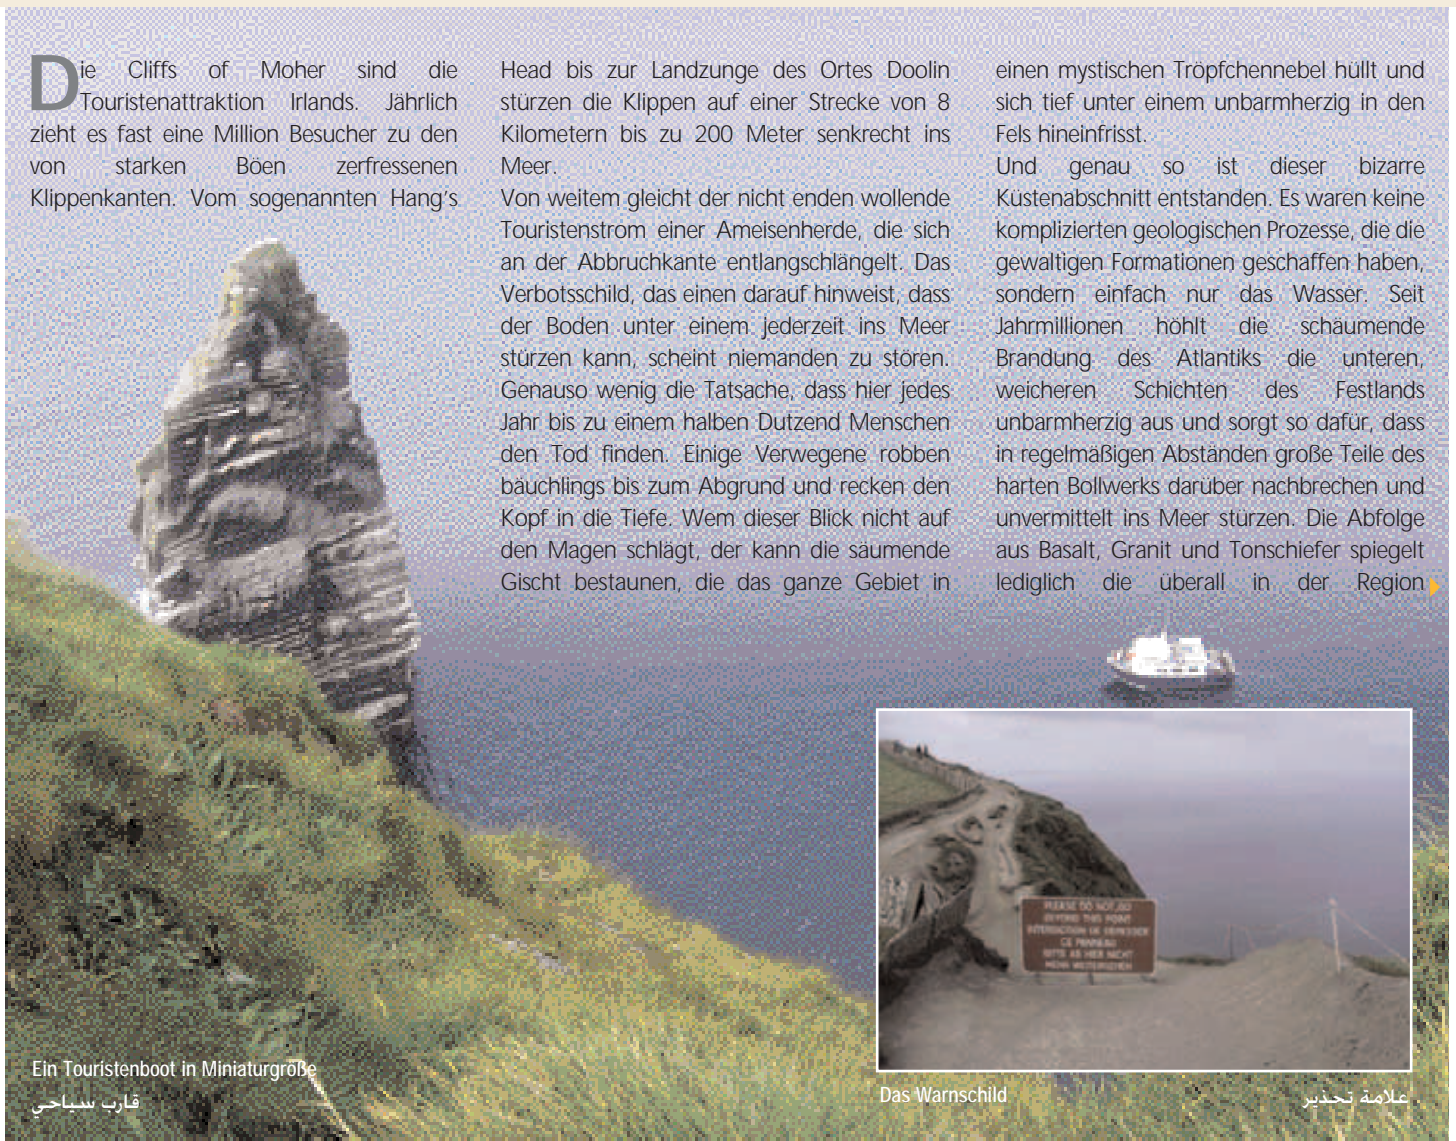 Die Cliffs of Moher sind die
Touristenattraktion Irlands. Jährlich
zieht es fast eine Million Besucher zu den
von starken Böen zerfressenen
Klippenkanten. Vom sogenannten Hang's
Head bis zur Landzunge des Ortes Doolin
stürzen die Klippen auf einer Strecke von 8
Kilometern bis zu 200 Meter senkrecht ins
Meer.
Von weitem gleicht der nicht enden wollende
Touristenstrom einer Ameisenherde, die sich
an der Abbruchkante entlangschlängelt. Das
Verbotsschild, das einen darauf hinweist, dass
der Boden unter einem jederzeit ins Meer
stürzen kann, scheint niemanden zu stören.
Genauso wenig die Tatsache, dass hier jedes
Jahr bis zu einem halben Dutzend Menschen
den Tod finden. Einige Verwegene robben
bäuchlings bis zum Abgrund und recken den
Kopf in die Tiefe. Wem dieser Blick nicht auf
den Magen schlägt, der kann die säumende
Gischt bestaunen, die das ganze Gebiet in
einen mystischen Tröpfchennebel hüllt und
sich tief unter einem unbarmherzig in den
Fels hineinfrisst.
Und genau so ist dieser bizarre
Küstenabschnitt entstanden. Es waren keine
komplizierten geologischen Prozesse, die die
gewaltigen Formationen geschaffen haben,
sondern einfach nur das Wasser. Seit
Jahrmillionen höhlt die schäumende
Brandung des Atlantiks die unteren,
weicheren Schichten des Festlands
unbarmherzig aus und sorgt so dafür, dass
in regelmäßigen Abständen große Teile des
harten Bollwerks darüber nachbrechen und
unvermittelt ins Meer stürzen. Die Abfolge
aus Basalt, Granit und Tonschiefer spiegelt
lediglich die überall in der Region
PLEASE DO NOT GO
BEYOND THIS POINT
CE PANNEAU
Ein Touristenboot in Miniaturgröße
قارب سياحي
Das Warnschild
علامة تحذير